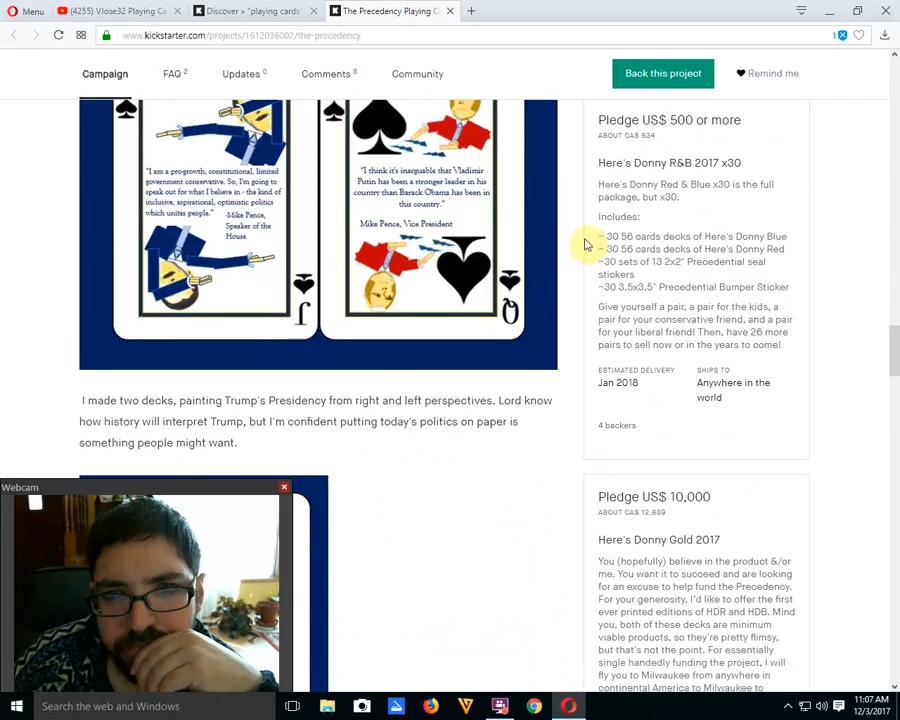 Menu
(4255) VJose32 Playing Ca
Discover » "playing cards"
The Precedency Playing C
www.kickstarter.com/projects/1612036002/the-precedency
1
Campaign
FAQ 2
Updates 0
Comments 8
Community
Back this project
Remind me
"I am a pro-growth, constitutional, limited
government conservative. So, I'm going to
speak out for what I believe in - the kind of
inclusive, aspirational, optimistic politics
which unites people."
-Mike
Pence,
Speaker of the
House
J
"I think it's inarguable that Vladimir
Putin has been a stronger leader in his
country than Barack Obama has been in
this country."
Mike Pence, Vice President
Q
I made two decks, painting Trump's Presidency from right and left perspectives. Lord know
how history will interpret Trump, but I'm confident putting today's politics on paper is
something people might want.
Pledge US$ 500 or more
ABOUT CA$ 634
Here's Donny R&B 2017 x30
Here's Donny Red & Blue x30 is the full
package, but x30.
Includes:
~30 56 cards decks of Here's Donny Blue
~30 56 cards decks of Here's Donny Red
~30 sets of 13 2x2" Precedential seal
stickers
~30 3.5x3.5" Precedential Bumper Sticker
Give yourself a pair, a pair for the kids, a
pair for your conservative friend, and a pair
for your liberal friend! Then, have 26 more
pairs to sell now or in the years to come!
ESTIMATED DELIVERY
Jan 2018
SHIPS TO
Anywhere in the
world
4 backers
Pledge US$ 10,000
ABOUT CA$ 12,689
Here's Donny Gold 2017
You (hopefully) believe in the product &/or
me. You want it to succeed and are looking
for an excuse to help fund the Precedency.
For your generosity, I'd like to offer the first
ever printed editions of HDR and HDB. Mind
you, both of these decks are minimum
viable products, so they're pretty flimsy,
but that's not the point. For essentially
single handedly funding the project, I will
fly you to Milwaukee from anywhere in
continental America to Milwaukee to
Webcam
Search the web and Windows
11:07 AM
12/3/2017